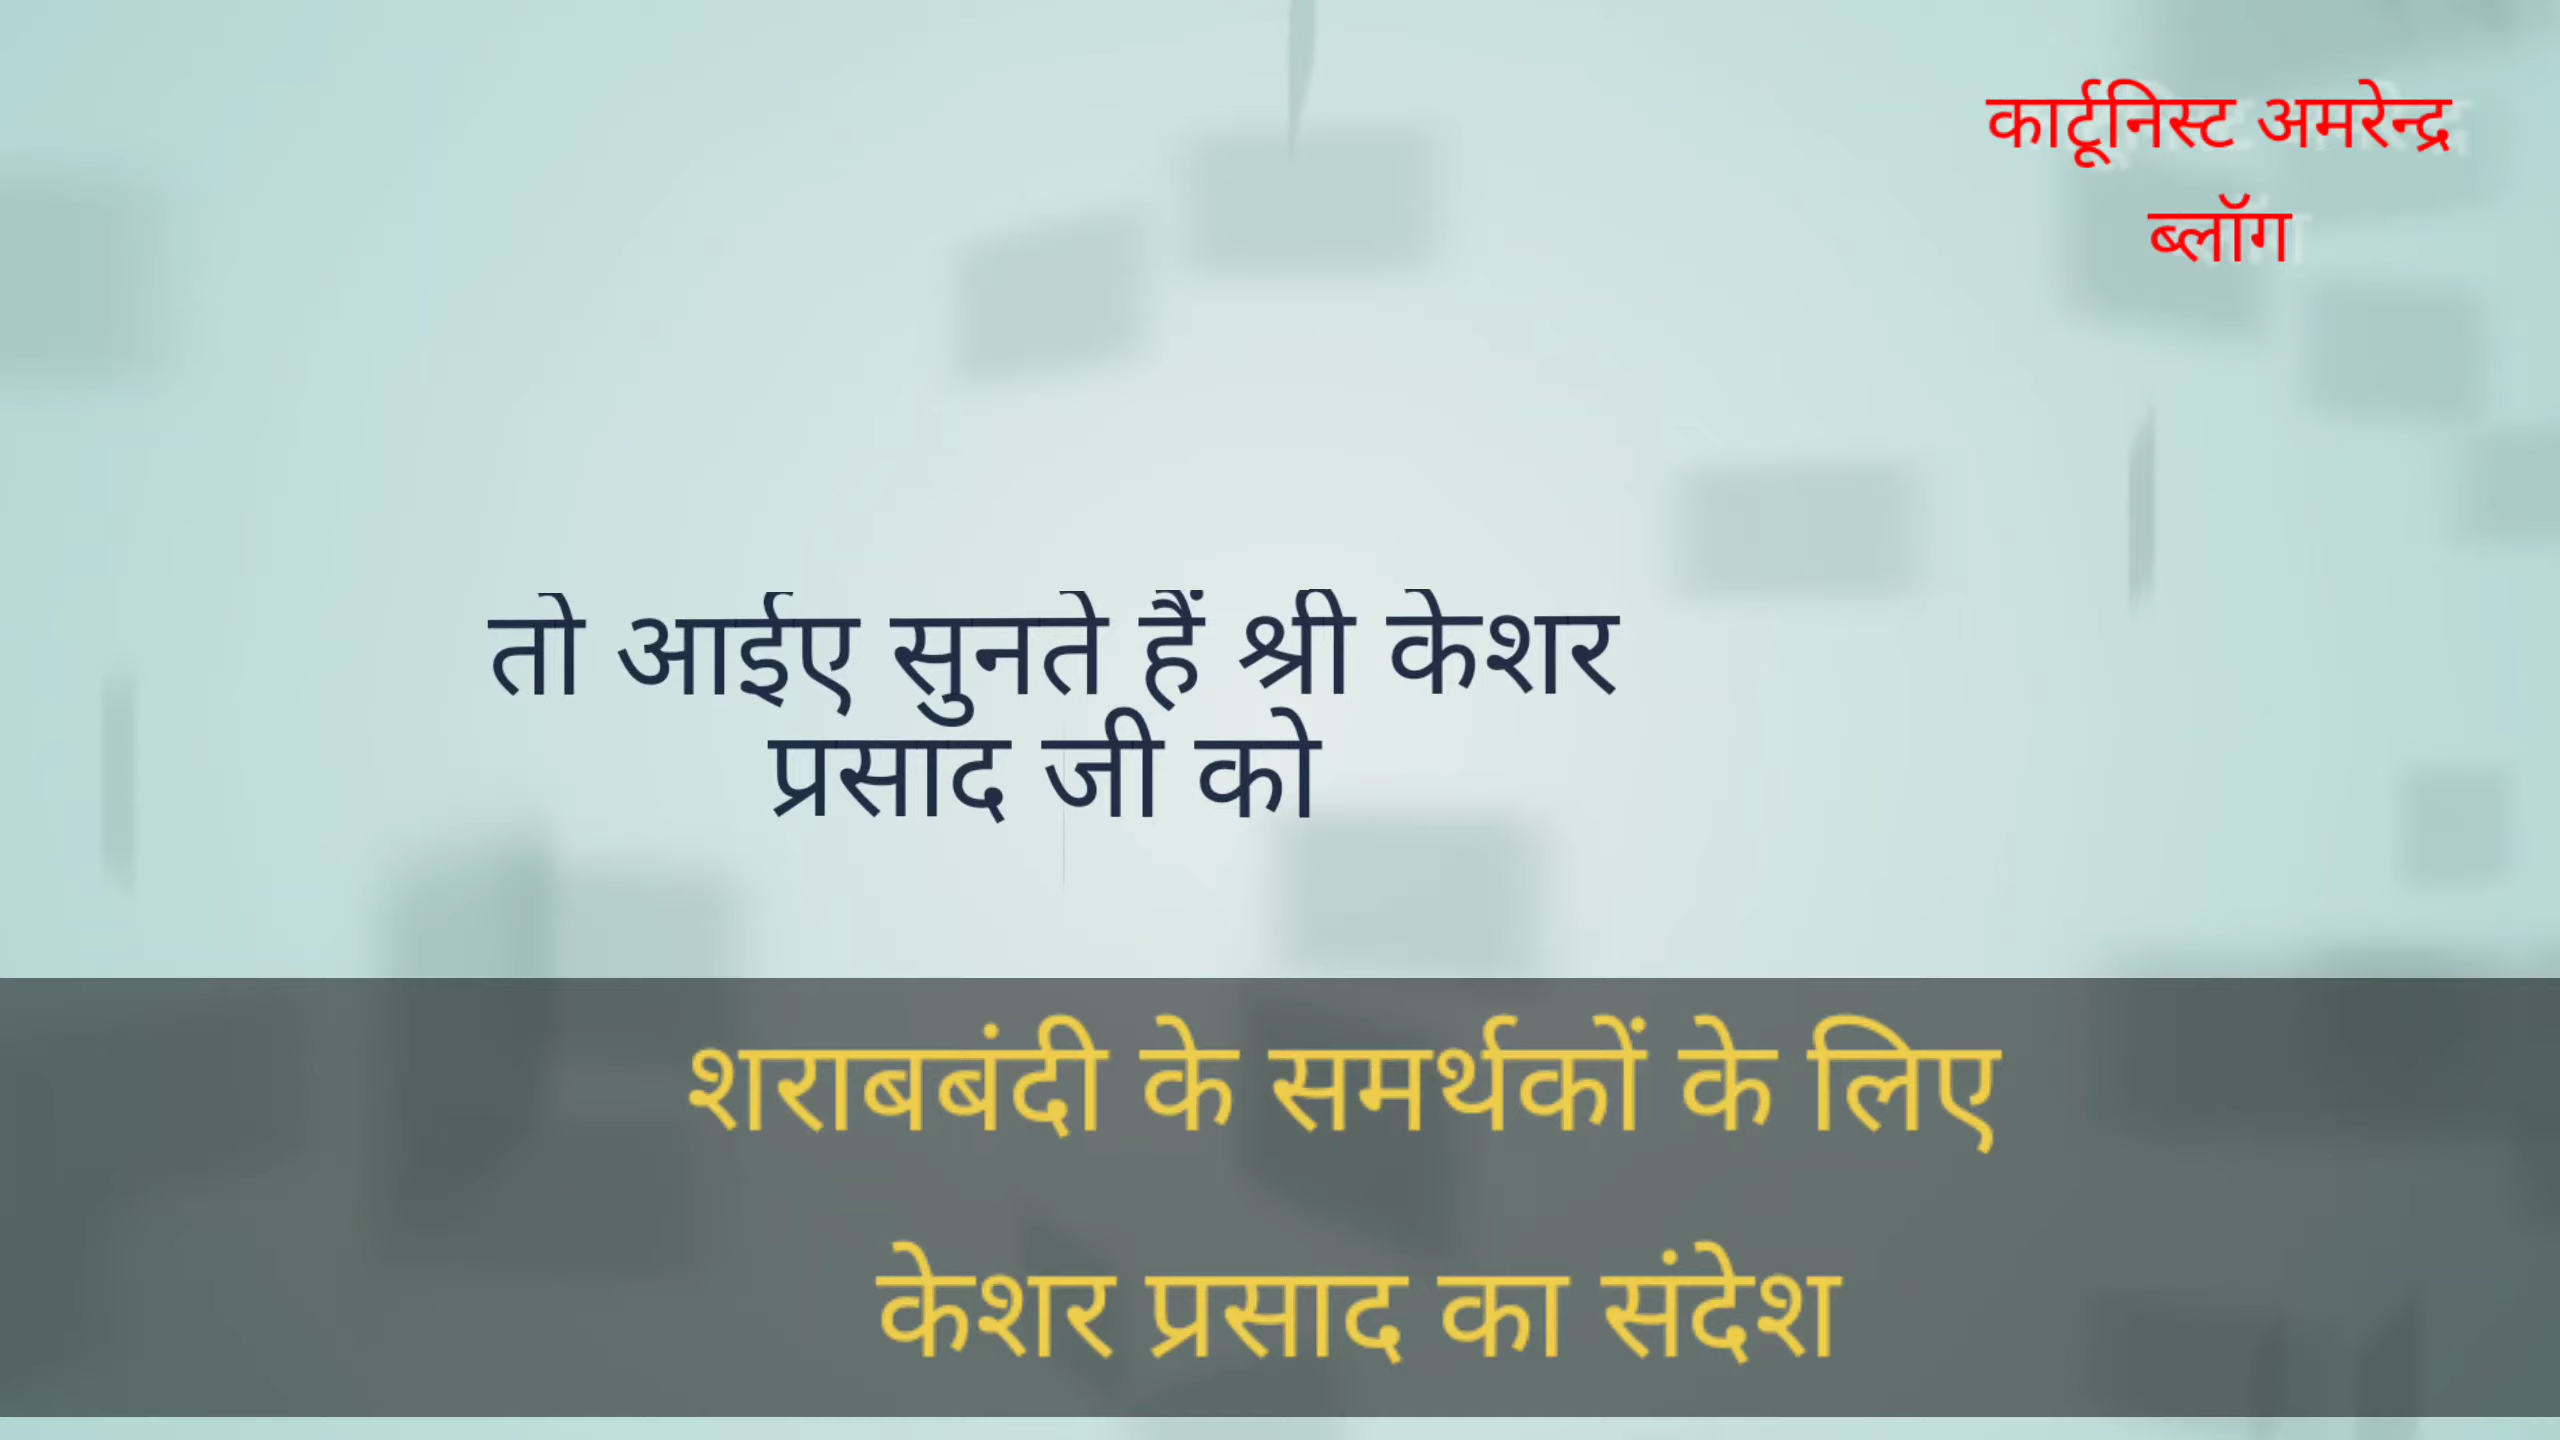 कार्टूनिस्ट अमरेन्द्र
ब्लॉग
तो आईए सुनते हैं श्री केशर
प्रसाद जी को
शराबबंदी के समर्थकों के लिए
केशर प्रसाद का संदेश